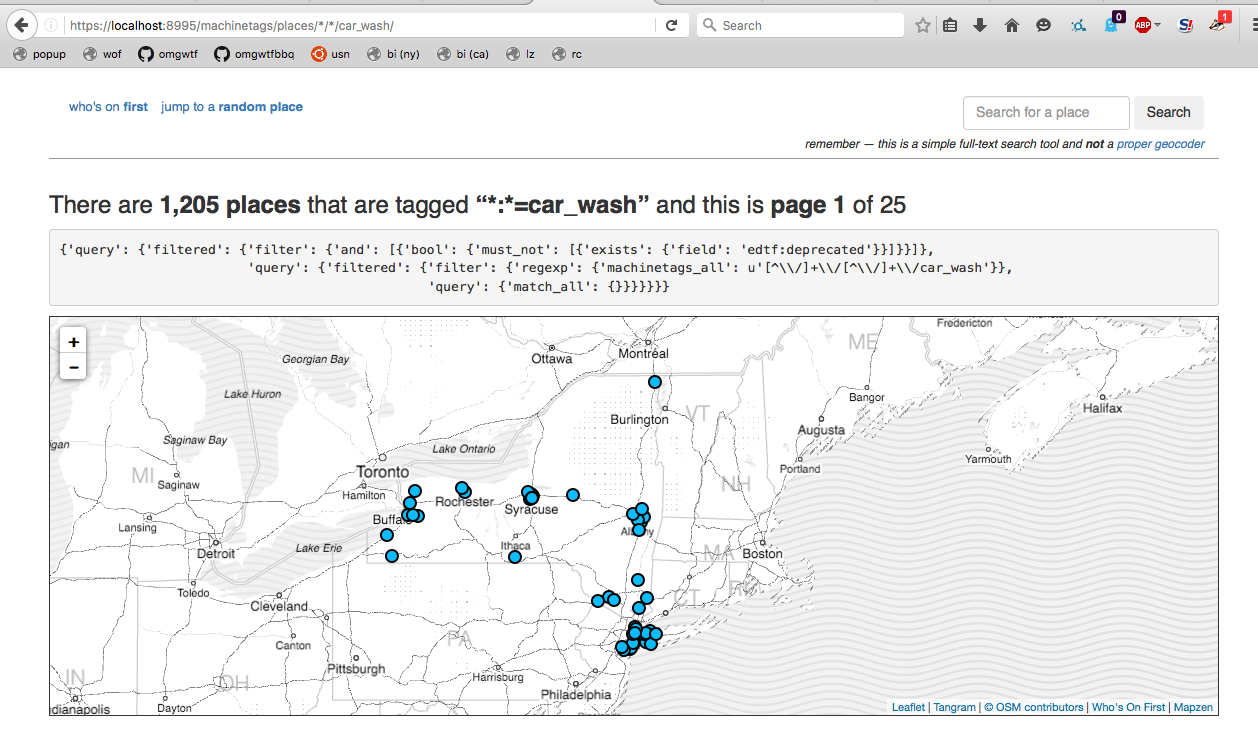 https://localhost:8995/machinetags/places/*/*/car_wash/
Search
0
ABP
S!
1
popup wof omgwtf omgwtfbbq usn bi (ny) bi (ca) lz rc
who's on first jump to a random place
Search for a place
Search
remember — this is a simple full-text search tool and not a proper geocoder
There are 1,205 places that are tagged “*:*=car_wash” and this is page 1 of 25
{'query': {'filtered': {'filter': {'and': [{'bool': {'must_not': [{'exists': {'field': 'edtf:deprecated'}}]}}]},
'query': {'filtered': {'filter': {'regexp': {'machinetags_all': u'[^\\/]+\\/[^\\/]+\\/car_wash'}},
'query': {'match_all': {}}}}}}}
+
−
Fredericton
ME
Georgian Bay
Ottawa
Montréal
Lake Huron
Bangor
Halifax
Burlington
VT
Augusta
Saginaw Bay
igan
Lake Ontario
Yarmouth
Toronto
Portland
MI
Saginaw
Hamilton
Rochester
NH
Syracuse
Buffalo
Lansing
Albany
Ithaca
Detroit
Lake Erie
MA
Boston
Toledo
CT
RI
Cleveland
Canton
PA
Pittsburgh
Harrisburg
IN
OH
Philadelphia
dianapolis
Dayton
Leaflet | Tangram | © OSM contributors | Who's On First | Mapzen